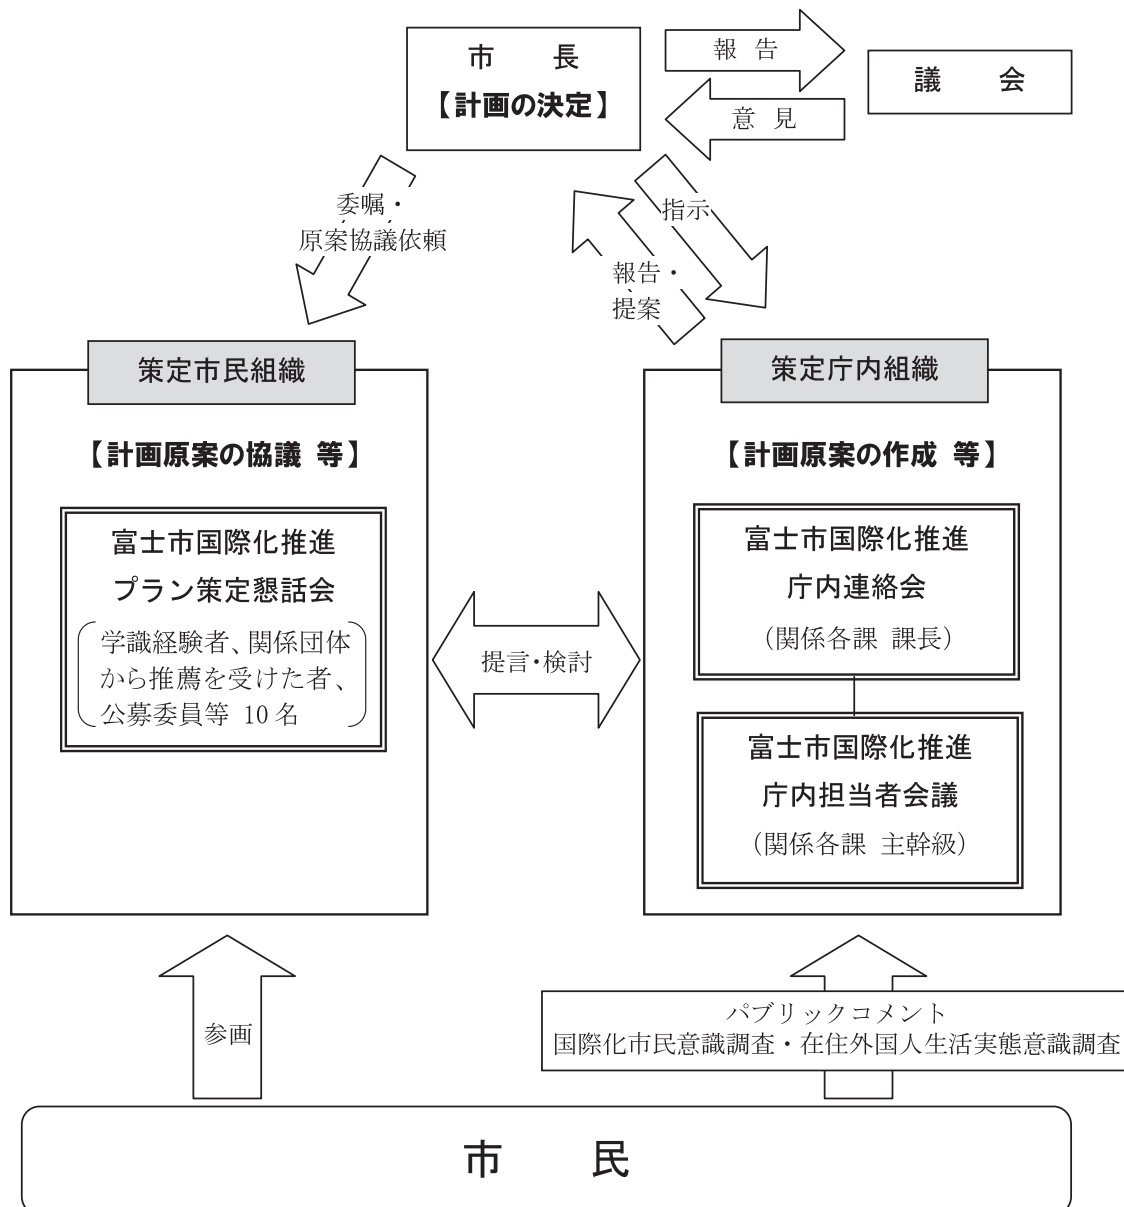 市　長
【計画の決定】
報 告
意 見
議　会
委嘱・
原案協議依頼
指示
報告・
提案
策定市民組織
【計画原案の協議 等】
富士市国際化推進
プラン策定懇話会
学識経験者、関係団体
から推薦を受けた者、
公募委員等 10名
提言・検討
策定庁内組織
【計画原案の作成 等】
富士市国際化推進
庁内連絡会
（関係各課 課長）
富士市国際化推進
庁内担当者会議
（関係各課 主幹級）
参画
パブリックコメント
国際化市民意識調査・在住外国人生活実態意識調査
市　民